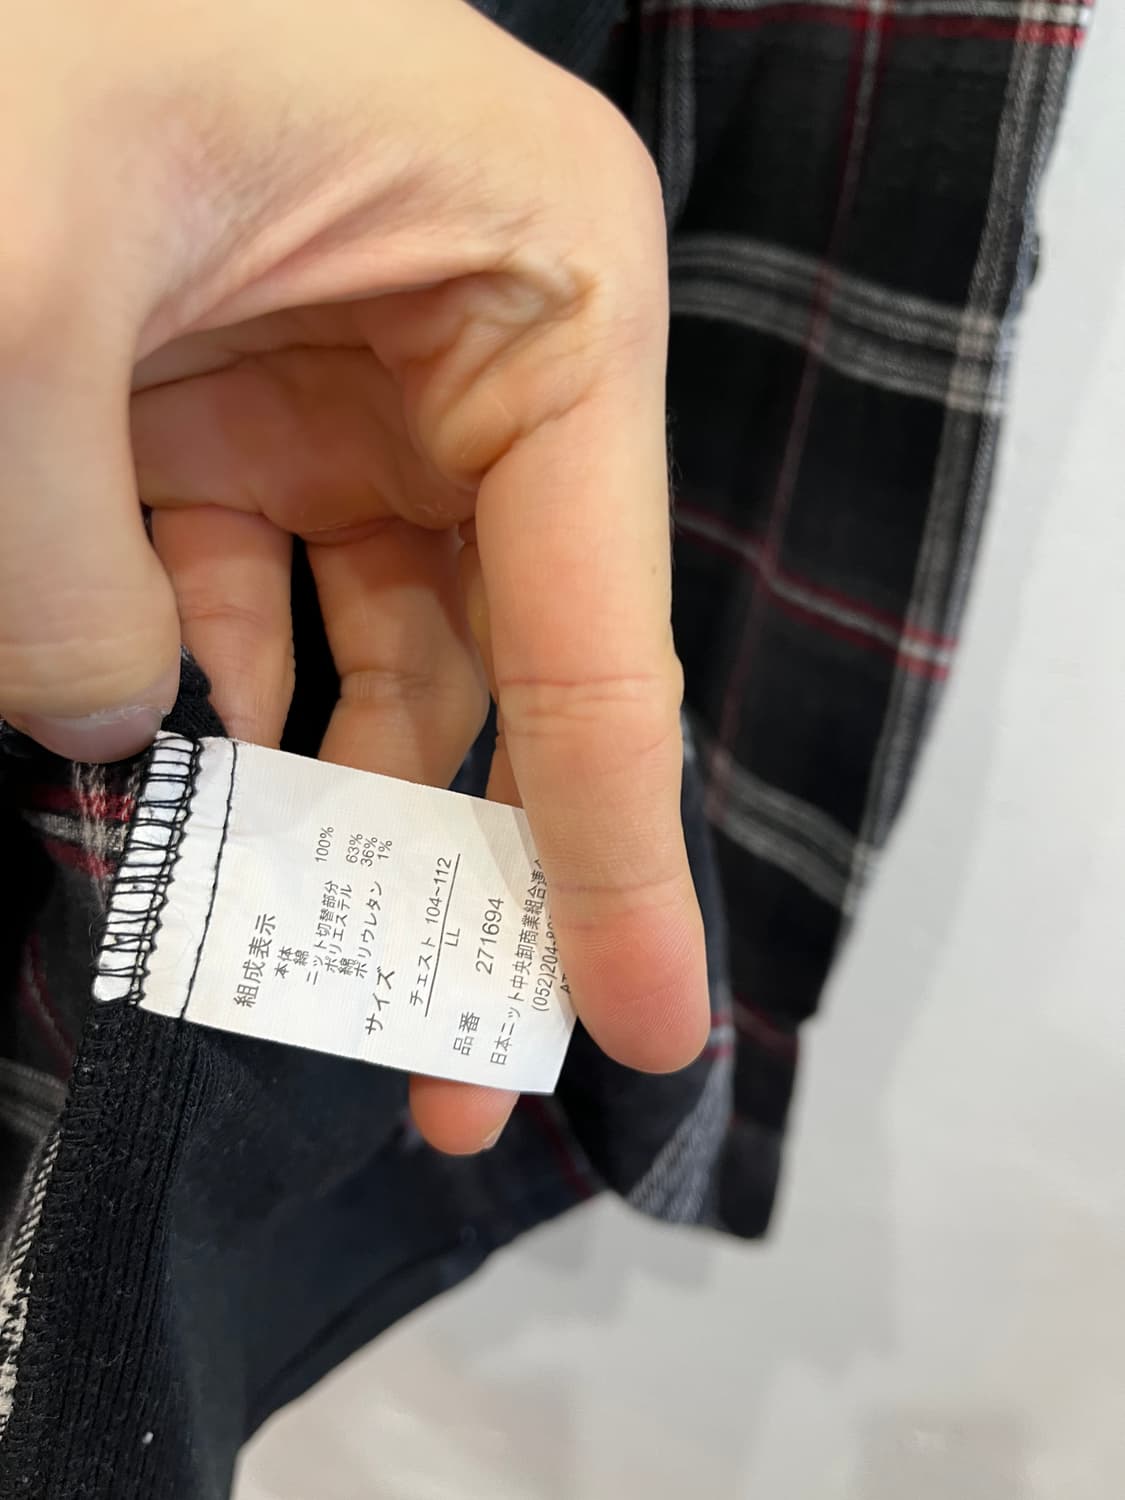 組成表示
本体
綿 100%
ニット切替部分
ポリエステル 63%
綿 36%
ポリウレタン 1%
サイズ
チェスト 104~112
LL
品番 271694
日本ニット中央卸商業組合連
(052)204-